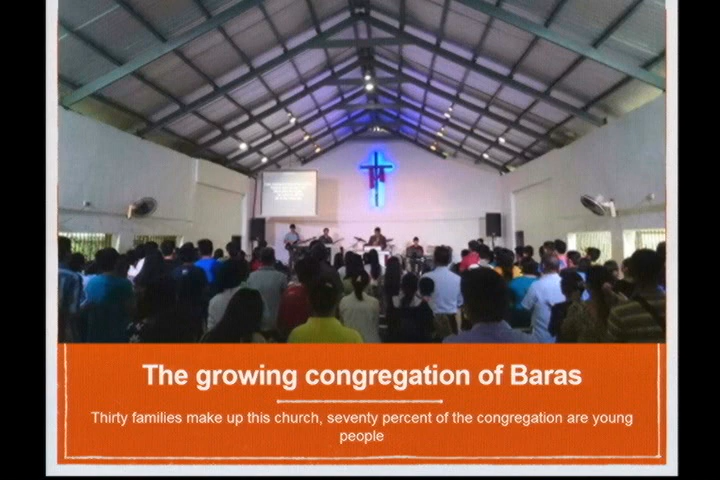 The growing congregation of Baras
Thirty families make up this church, seventy percent of the congregation are young
people